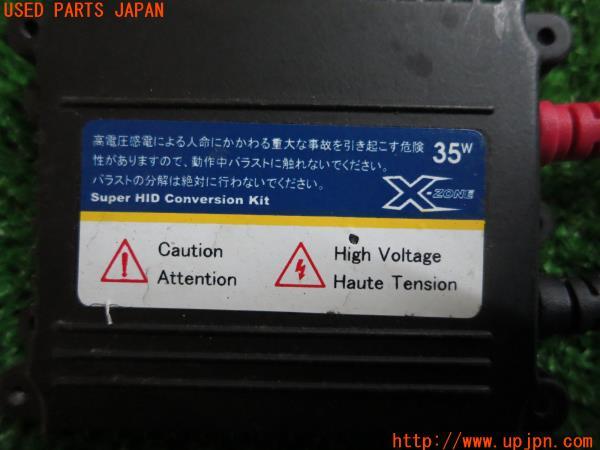 USED PARTS JAPAN
高電圧感電による人命にかかわる重大な事故を引き起こす危険
性がありますので、動作中バラストに触れないでください。
バラストの分解は絶対に行わないでください。
Super HID Conversion Kit
35W
X-ZONE
Caution
Attention
High Voltage
Haute Tension
http://www.upjpn.com/